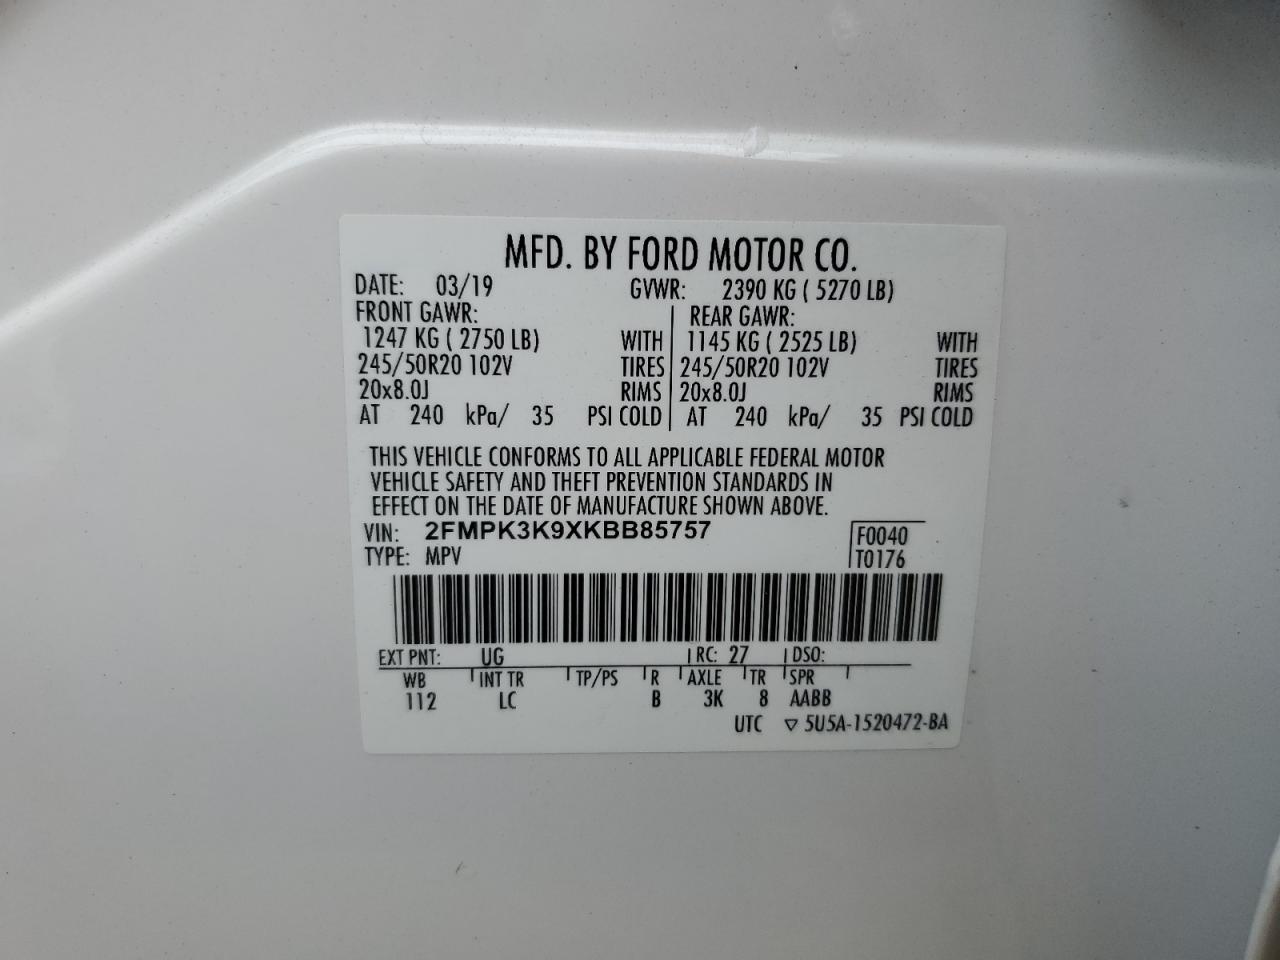 MFD. BY FORD MOTOR CO.
DATE: 03/19 GVWR: 2390 KG ( 5270 LB)
FRONT GAWR: REAR GAWR:
1247 KG ( 2750 LB) WITH 1145 KG ( 2525 LB) WITH
245/50R20 102V TIRES 245/50R20 102V TIRES
20x8.0J RIMS 20x8.0J RIMS
AT 240 kPa/ 35 PSI COLD AT 240 kPa/ 35 PSI COLD
THIS VEHICLE CONFORMS TO ALL APPLICABLE FEDERAL MOTOR
VEHICLE SAFETY AND THEFT PREVENTION STANDARDS IN
EFFECT ON THE DATE OF MANUFACTURE SHOWN ABOVE.
VIN: 2FMPK3K9XKBB85757 F0040
TYPE: MPV T0176
EXT PNT: UG RC: 27 DSO:
WB INT TR TP/PS R AXLE TR SPR
112 LC B 3K 8 AABB
UTC ▽ 5U5A-1520472-BA